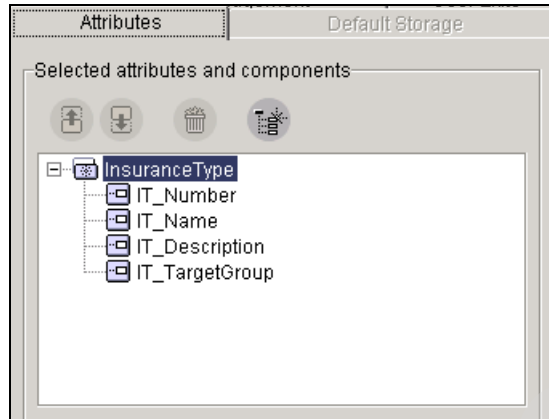 Attributes
Default Storage
Selected attributes and components
InsuranceType
IT_Number
IT_Name
IT_Description
IT_TargetGroup